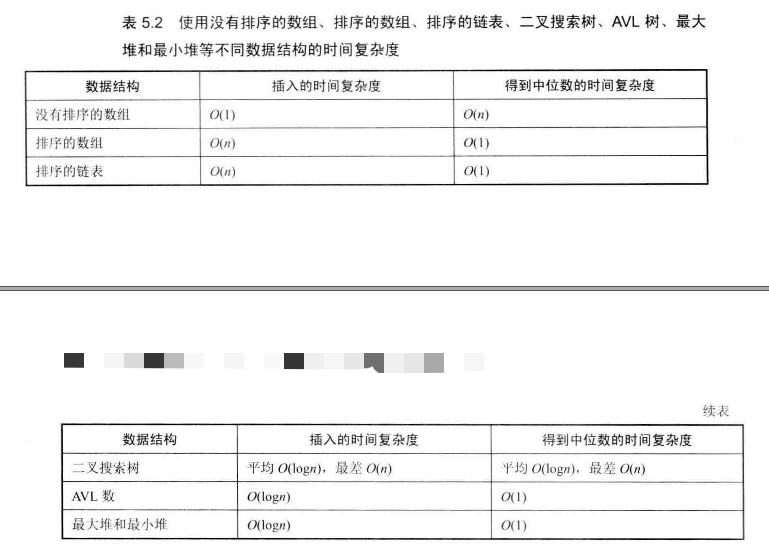 表 5.2 使用没有排序的数组、排序的数组、排序的链表、二叉搜索树、AVL 树、最大
堆和最小堆等不同数据结构的时间复杂度
数据结构 插入的时间复杂度 得到中位数的时间复杂度
没有排序的数组 O(1) O(n)
排序的数组 O(n) O(1)
排序的链表 O(n) O(1)
续表
数据结构 插入的时间复杂度 得到中位数的时间复杂度
二叉搜索树 平均 O(logn)，最差 O(n) 平均 O(logn)，最差 O(n)
AVL 数 O(logn) O(1)
最大堆和最小堆 O(logn) O(1)